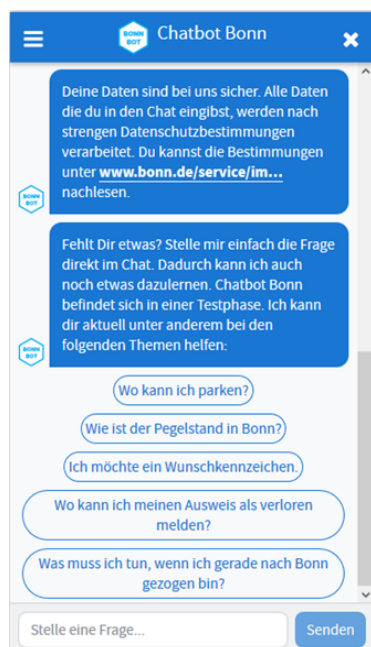 BONN
BOT
Chatbot Bonn
Deine Daten sind bei uns sicher. Alle Daten
die du in den Chat eingibst, werden nach
strengen Datenschutzbestimmungen
verarbeitet. Du kannst die Bestimmungen
unter www.bonn.de/service/im...
nachlesen.
BONN
BOT
Fehlt Dir etwas? Stelle mir einfach die Frage
direkt im Chat. Dadurch kann ich auch
noch etwas dazulernen. Chatbot Bonn
befindet sich in einer Testphase. Ich kann
dir aktuell unter anderem bei den
folgenden Themen helfen:
BONN
BOT
Wo kann ich parken?
Wie ist der Pegelstand in Bonn?
Ich möchte ein Wunschkennzeichen.
Wo kann ich meinen Ausweis als verloren
melden?
Was muss ich tun, wenn ich gerade nach Bonn
gezogen bin?
Stelle eine Frage...
Senden